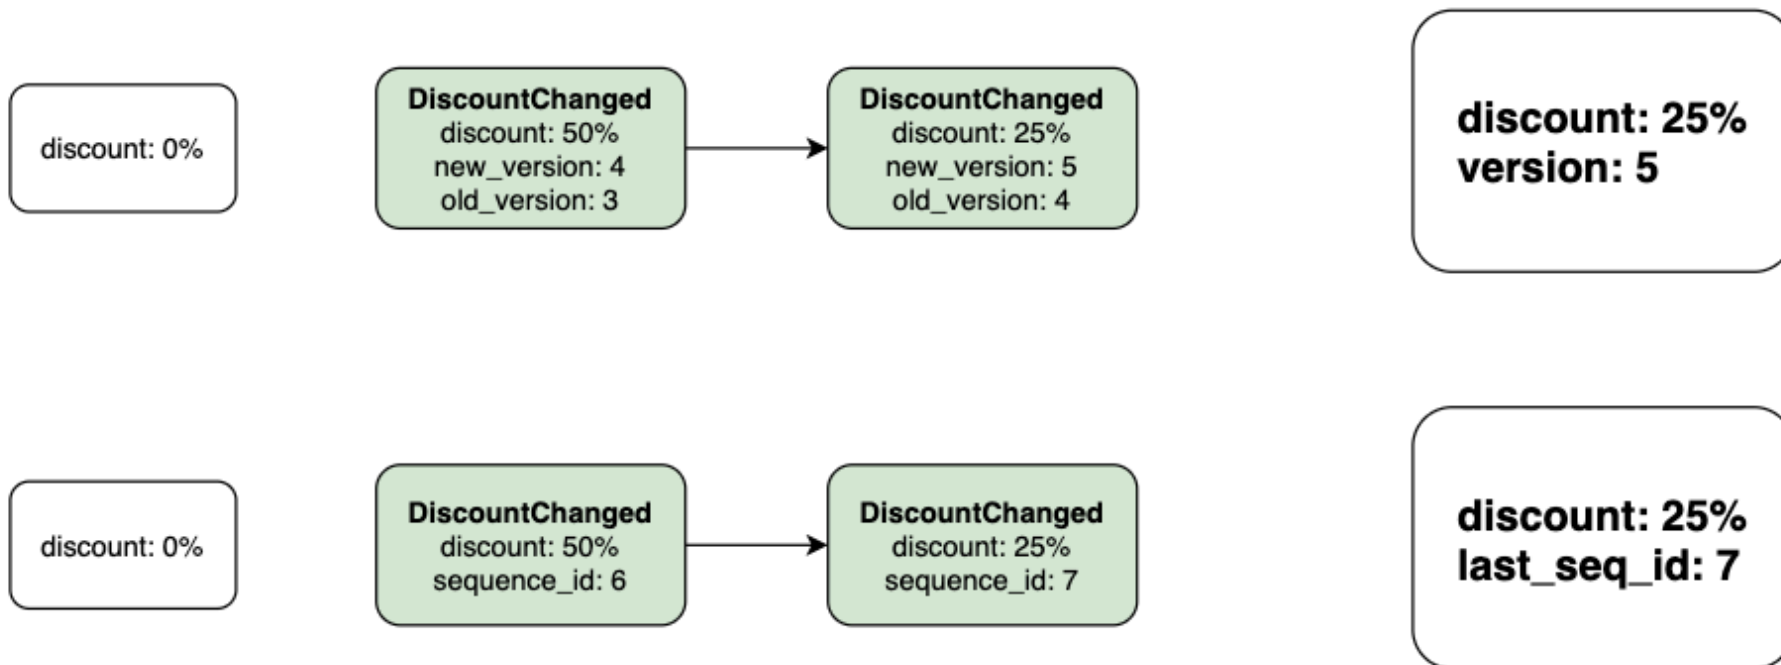 discount: 0%
DiscountChanged
discount: 50%
new_version: 4
old_version: 3
DiscountChanged
discount: 25%
new_version: 5
old_version: 4
discount: 25%
version: 5
discount: 0%
DiscountChanged
discount: 50%
sequence_id: 6
DiscountChanged
discount: 25%
sequence_id: 7
discount: 25%
last_seq_id: 7